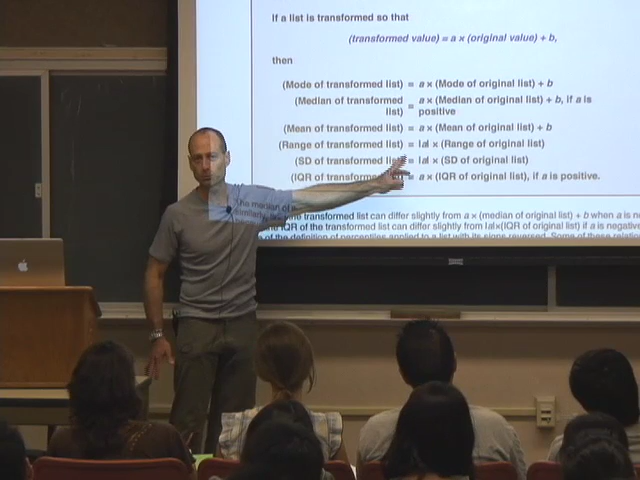 If a list is transformed so that
(transformed value) = a × (original value) + b,
then
(Mode of transformed list) = a × (Mode of original list) + b
(Median of transformed list) = a × (Median of original list) + b, if a is positive
(Mean of transformed list) = a × (Mean of original list) + b
(Range of transformed list) = |a| × (Range of original list)
(SD of transformed list) = |a| × (SD of original list)
(IQR of transformed = a × (IQR of original list), if a is positive.
The median of
similarly,
the transformed list can differ slightly from a × (median of original list) + b when a is
IQR of the transformed list can differ slightly from |a|×(IQR of original list) if a is negative
of the definition of percentiles applied to a list with its signs reversed. Some of these